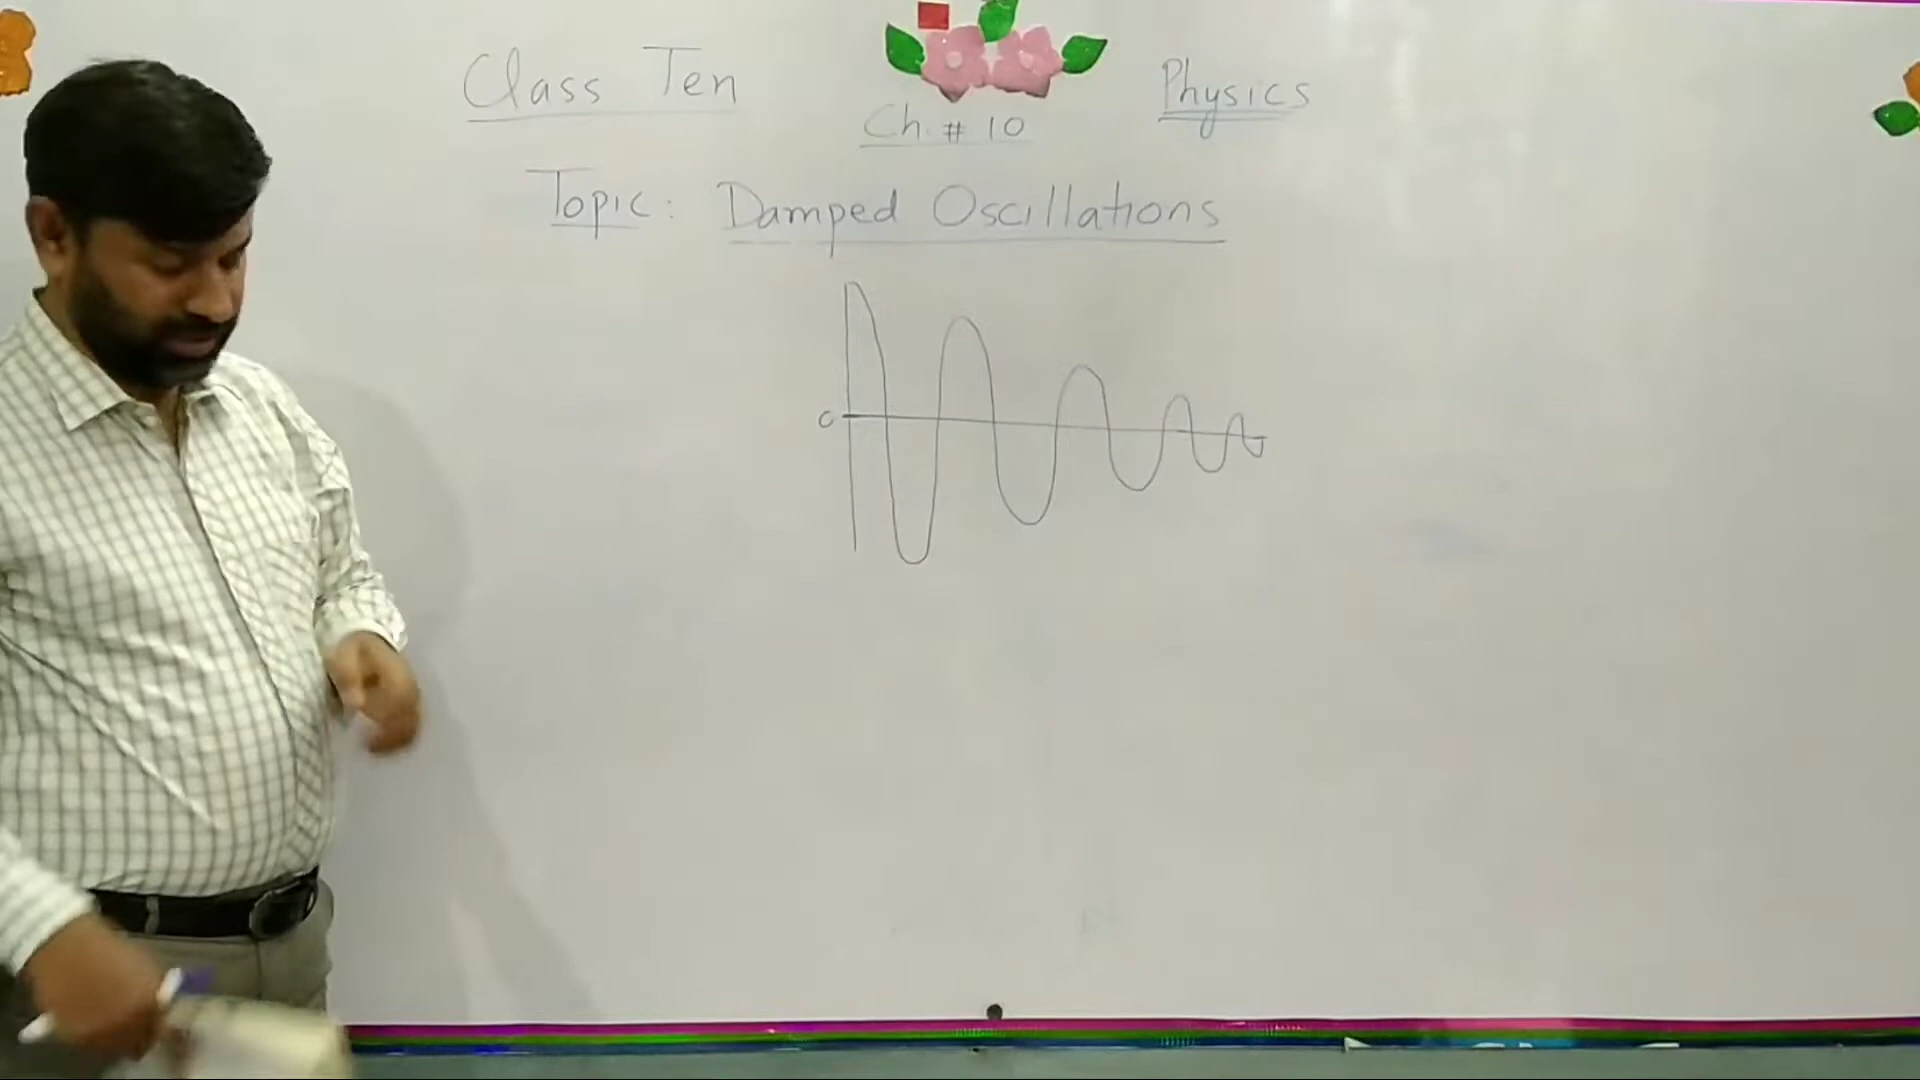 Class Ten
Physics
Ch. # 10
Topic: Damped Oscillations
0